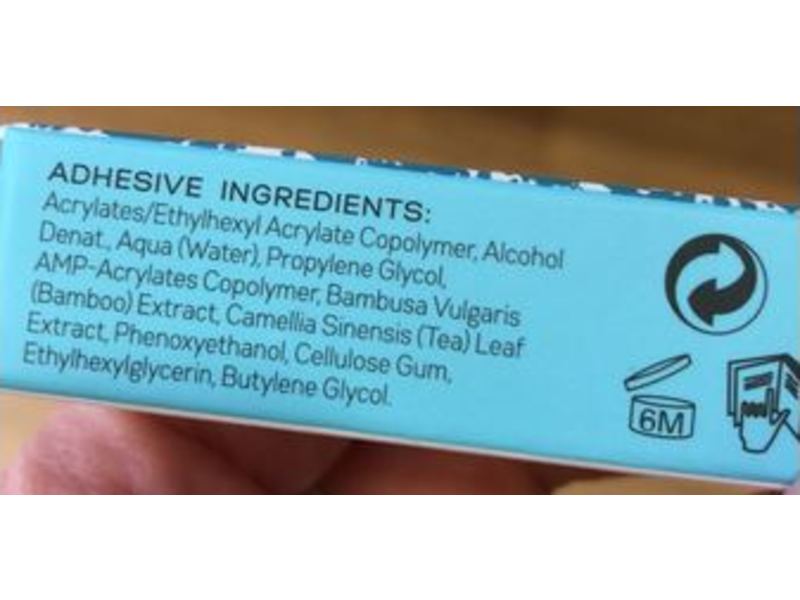 ADHESIVE INGREDIENTS:
Acrylates/Ethylhexyl Acrylate Copolymer, Alcohol
Denat., Aqua (Water), Propylene Glycol,
AMP-Acrylates Copolymer, Bambusa Vulgaris
(Bamboo) Extract, Camellia Sinensis (Tea) Leaf
Extract, Phenoxyethanol, Cellulose Gum,
Ethylhexylglycerin, Butylene Glycol.
6M